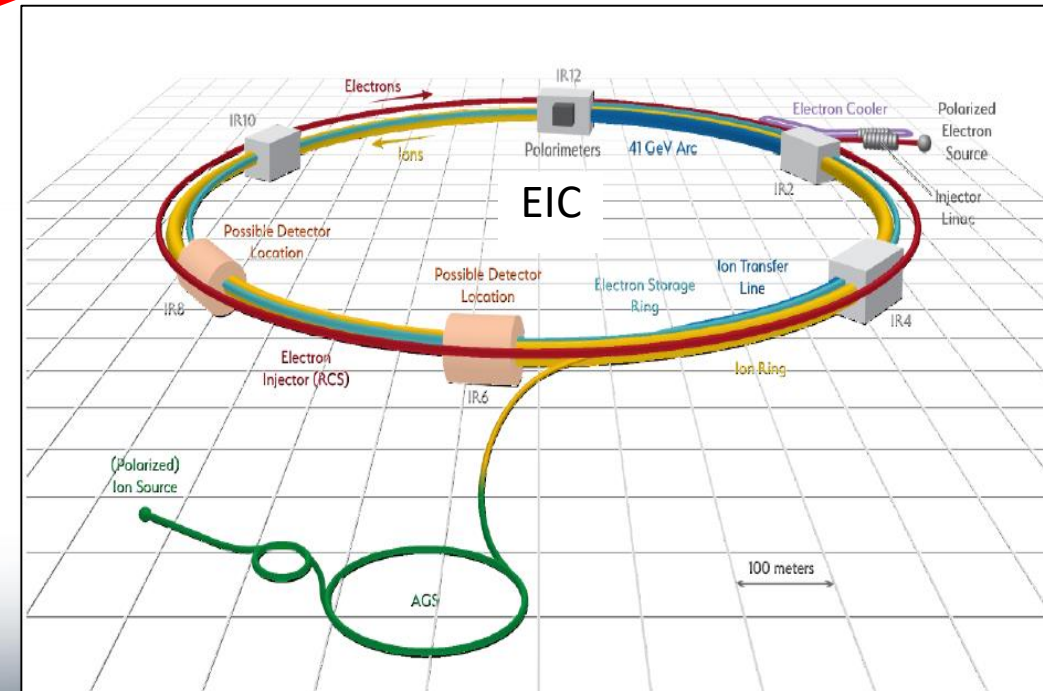 IR12
Electrons
Electron Cooler
Polarized
Electron
Source
IR10
Ions
Polarimeters
41 GeV Arc
IR2
EIC
Injector
Linac
Possible Detector
Location
Possible Detector
Location
Electron Storage
Ring
Ion Transfer
Line
IR8
IR4
Electron
Injector (RCS)
IR6
Ion Ring
(Polarized)
Ion Source
100 meters
AGS